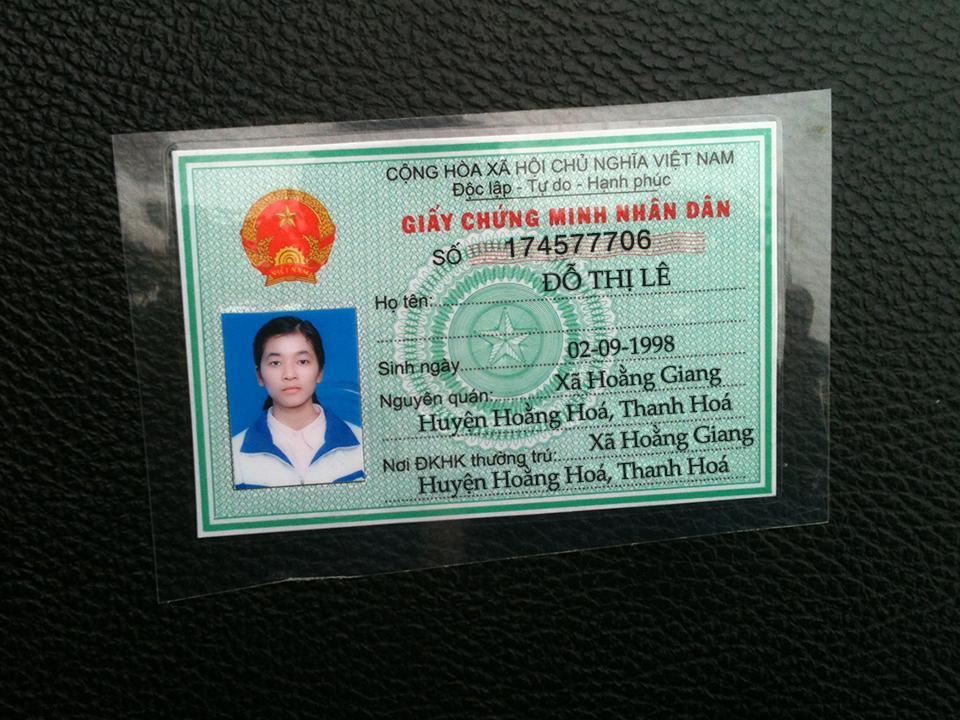 CỘNG HÒA XÃ HỘI CHỦ NGHĨA VIỆT NAM
Độc lập - Tự do - Hạnh phúc
GIẤY CHỨNG MINH NHÂN DÂN
SỐ 174577706
Họ tên: ĐỖ THỊ LÊ
Sinh ngày 02-09-1998
Nguyên quán: Xã Hoằng Giang
Huyện Hoằng Hoá, Thanh Hoá
Nơi ĐKHK thường trú: Xã Hoằng Giang
Huyện Hoằng Hoá, Thanh Hoá
VIỆT NAM